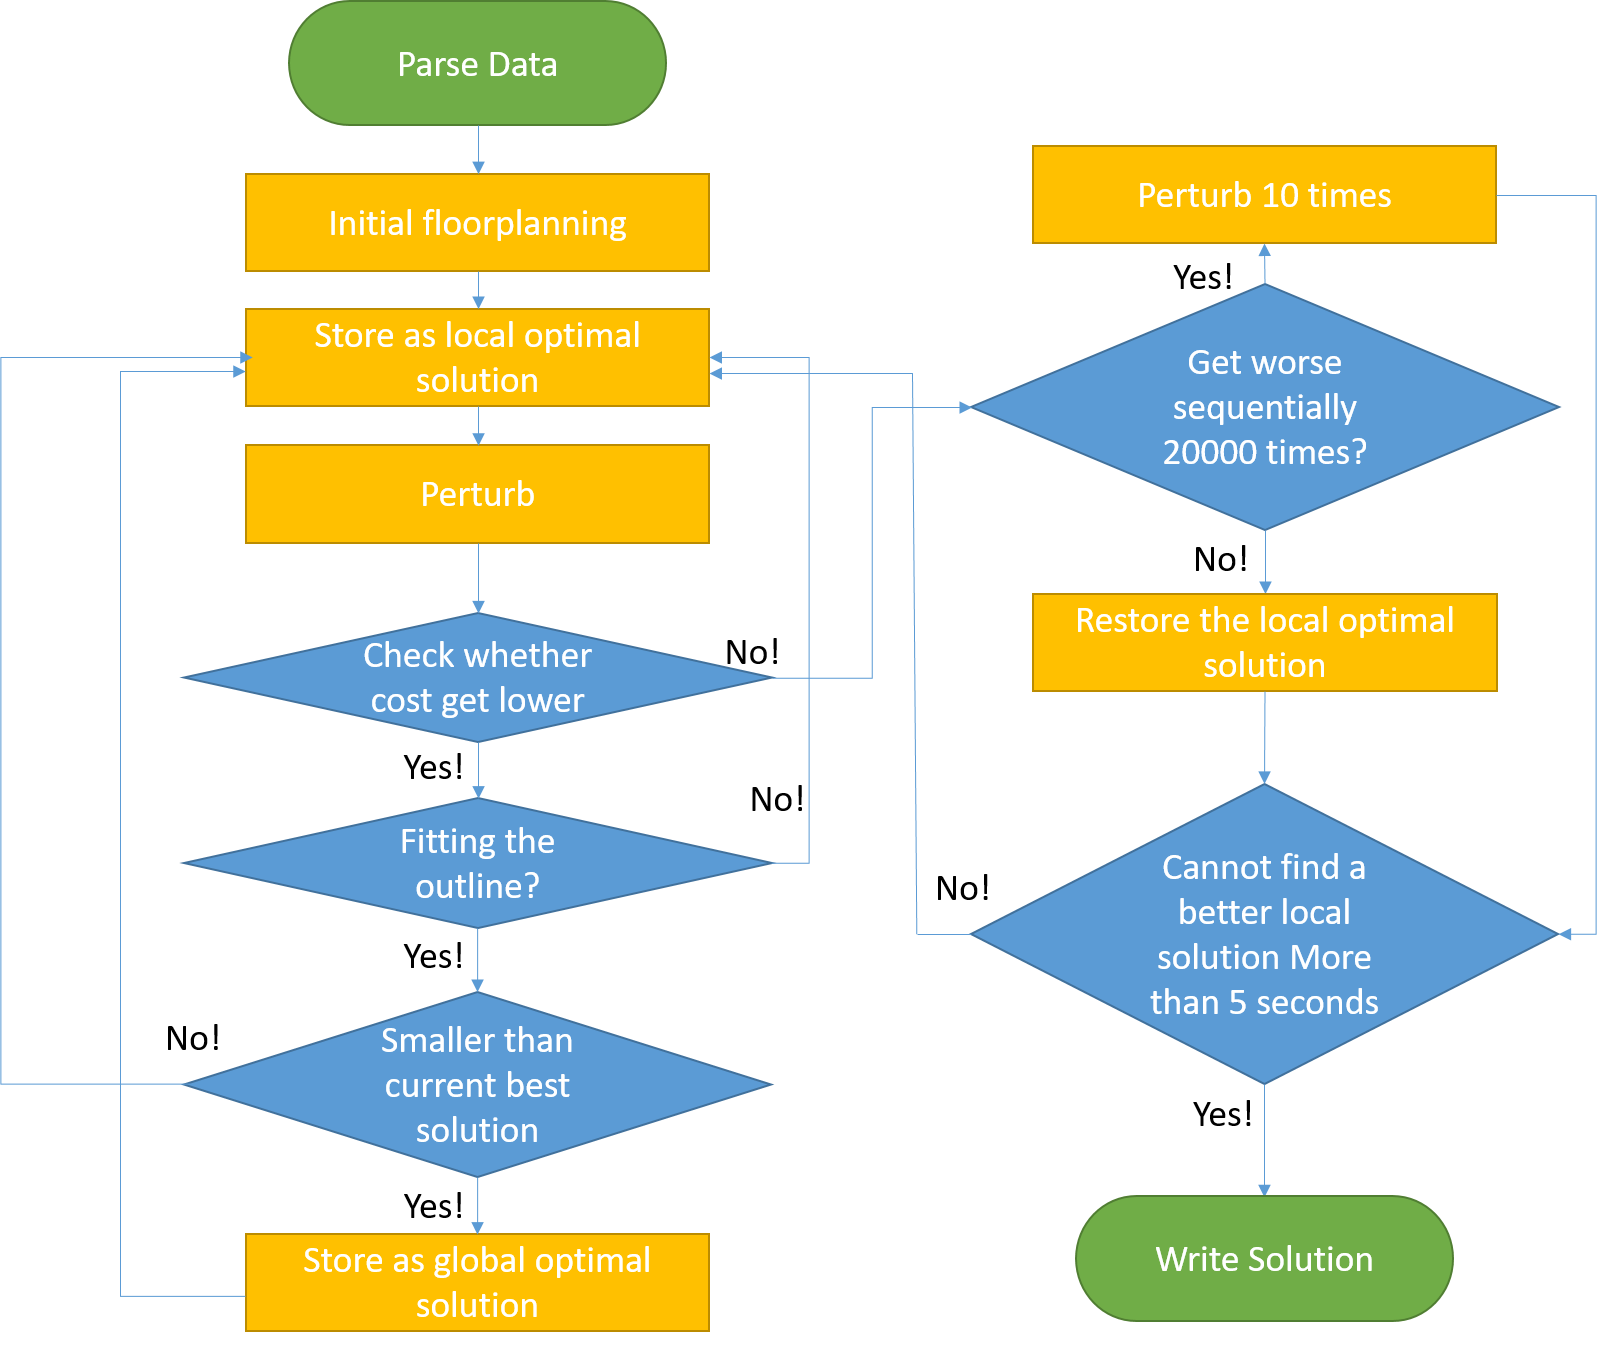 Parse Data
Initial floorplanning
Store as local optimal
solution
Perturb
Check whether
cost get lower
No!
Yes!
Fitting the
outline?
No!
Yes!
Smaller than
current best
solution
No!
Yes!
Store as global optimal
solution
Perturb 10 times
Yes!
Get worse
sequentially
20000 times?
No!
Restore the local optimal
solution
Cannot find a
better local
solution More
than 5 seconds
No!
Yes!
Write Solution